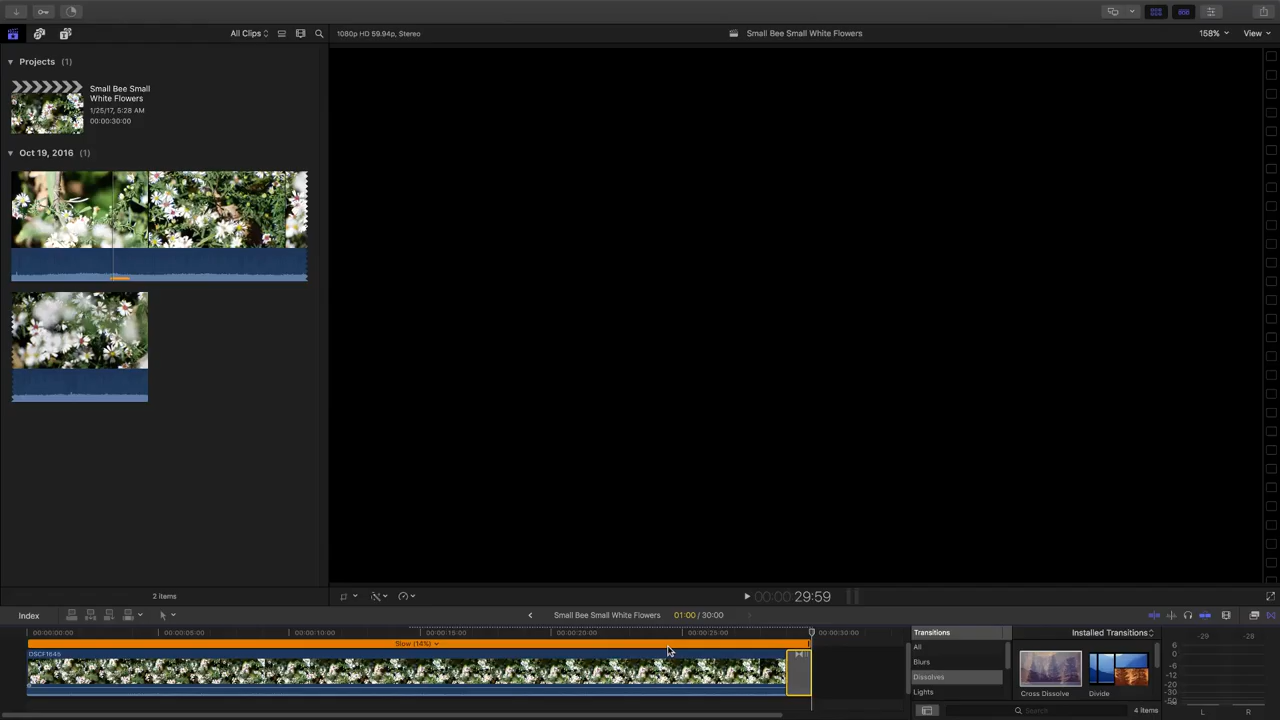 All Clips
1080p HD 59.94p, Stereo
Small Bee Small White Flowers
158%
View
Projects (1)
Small Bee Small
White Flowers
1/25/17, 5:28 AM
00:00:30:00
Oct 19, 2016 (1)
2 items
00:00:00:29:59
Index
Small Bee Small White Flowers
01:00 / 30:00
00:00:00:00
00:00:05:00
00:00:10:00
00:00:15:00
00:00:20:00
00:00:25:00
00:00:30:00
Slow (14%)
DSCF1645
Transitions
Installed Transitions
All
Blurs
Dissolves
Lights
Cross Dissolve
Divide
Search
4 items
-29
-28
6
0
-6
-12
-20
-30
-50
L
R